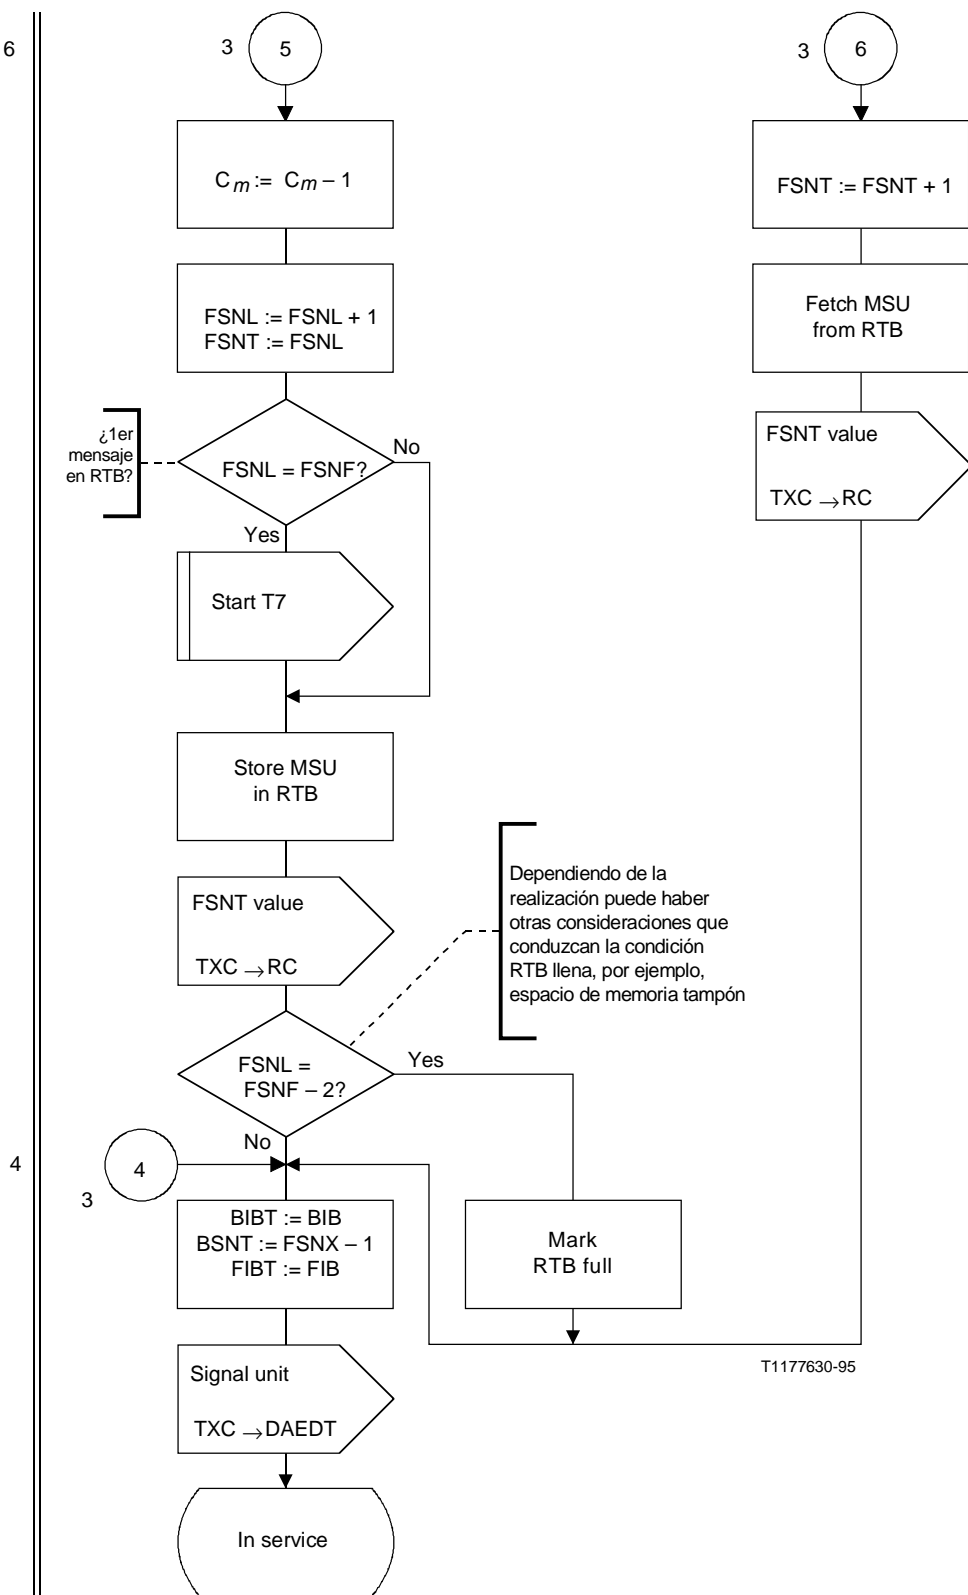 6
3
5
3
6
Cm := Cm – 1
FSNT := FSNT + 1
FSNL := FSNL + 1
FSNT := FSNL
Fetch MSU
from RTB
¿1er
mensaje
en RTB?
FSNL = FSNF?
No
Yes
FSNT value
TXC → RC
Start T7
Store MSU
in RTB
FSNT value
TXC → RC
Dependiendo de la
realización puede haber
otras consideraciones que
conduzcan la condición
RTB llena, por ejemplo,
espacio de memoria tampón
FSNL =
FSNF – 2?
Yes
No
4
4
3
BIBT := BIB
BSNT := FSNX – 1
FIBT := FIB
Mark
RTB full
T1177630-95
Signal unit
TXC → DAEDT
In service